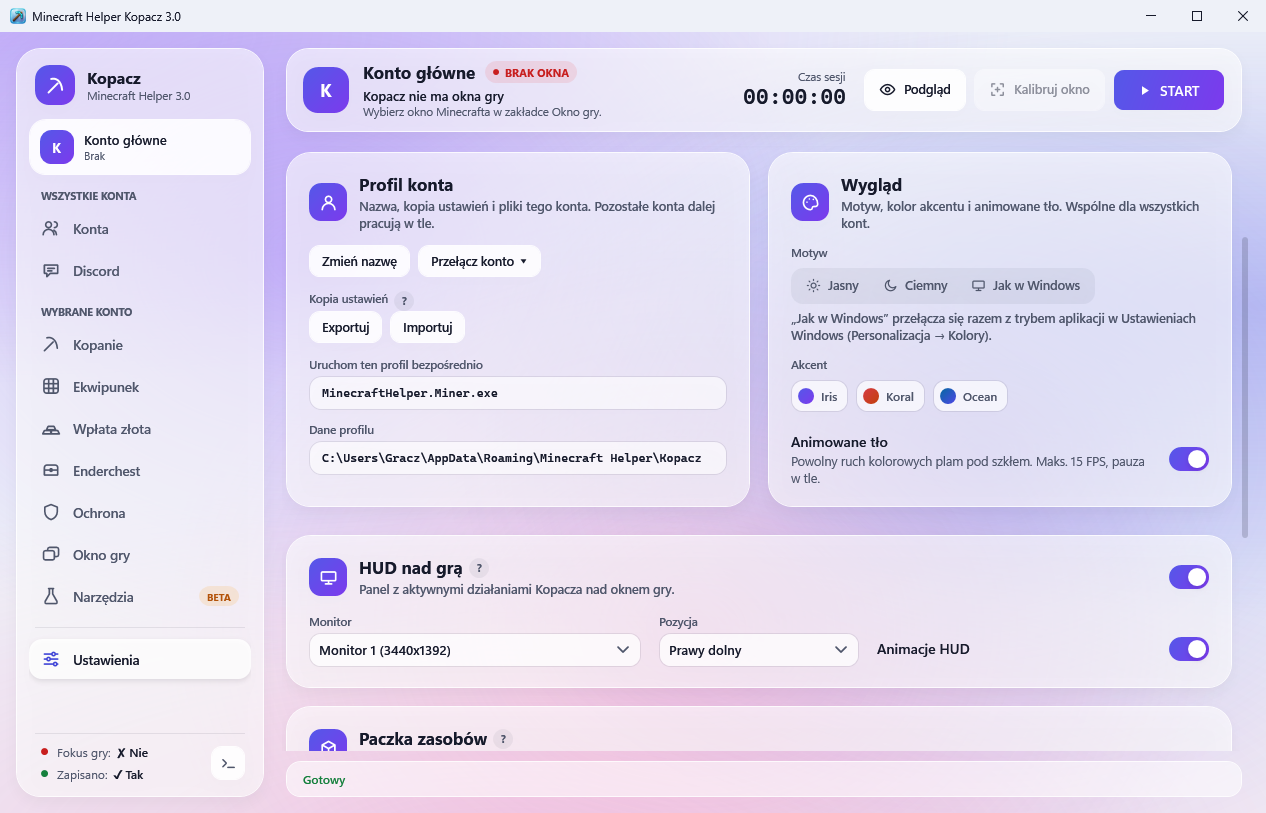 Minecraft Helper Kopacz 3.0
Kopacz
Minecraft Helper 3.0
K
Konto główne
Brak
WSZYSTKIE KONTA
Konta
Discord
WYBRANE KONTO
Kopanie
Ekwipunek
Wpłata złota
Enderchest
Ochrona
Okno gry
Narzędzia
BETA
Ustawienia
Fokus gry: ✗ Nie
Zapisano: ✓ Tak
K
Konto główne
BRAK OKNA
Kopacz nie ma okna gry
Wybierz okno Minecrafta w zakładce Okno gry.
Czas sesji
00:00:00
Podgląd
Kalibruj okno
START
Profil konta
Nazwa, kopia ustawień i pliki tego konta. Pozostałe konta dalej
pracują w tle.
Zmień nazwę
Przełącz konto
Kopia ustawień ?
Exportuj
Importuj
Uruchom ten profil bezpośrednio
MinecraftHelper.Miner.exe
Dane profilu
C:\Users\Gracz\AppData\Roaming\Minecraft Helper\Kopacz
Wygląd
Motyw, kolor akcentu i animowane tło. Wspólne dla wszystkich
kont.
Motyw
Jasny
Ciemny
Jak w Windows
„Jak w Windows” przełącza się razem z trybem aplikacji w Ustawieniach
Windows (Personalizacja → Kolory).
Akcent
Iris
Koral
Ocean
Animowane tło
Powolny ruch kolorowych plam pod szkłem. Maks. 15 FPS, pauza
w tle.
HUD nad grą ?
Panel z aktywnymi działaniami Kopacza nad oknem gry.
Monitor
Monitor 1 (3440x1392)
Pozycja
Prawy dolny
Animacje HUD
Paczka zasobów ?
Gotowy